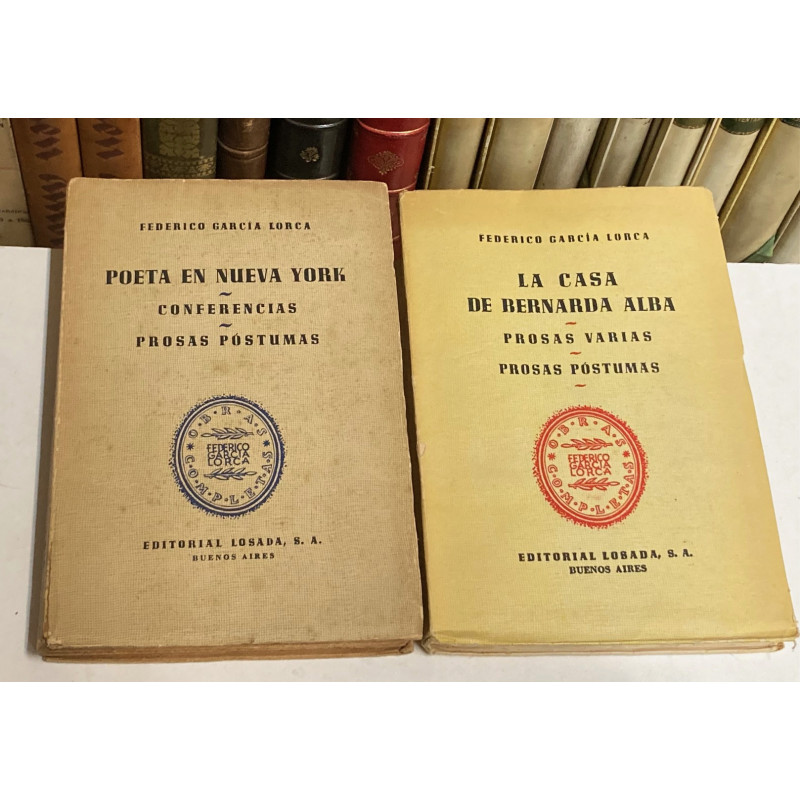 FEDERICO GARCÍA LORCA
POETA EN NUEVA YORK
~
CONFERENCIAS
~
PROSAS PÓSTUMAS
OBRAS
COMPLETAS
FEDERICO
GARCÍA
LORCA
EDITORIAL LOSADA, S. A.
BUENOS AIRES
FEDERICO GARCÍA LORCA
LA CASA
DE BERNARDA ALBA
~
PROSAS VARIAS
~
PROSAS PÓSTUMAS
~
OBRAS
COMPLETAS
FEDERICO
GARCÍA
LORCA
EDITORIAL LOSADA, S. A.
BUENOS AIRES